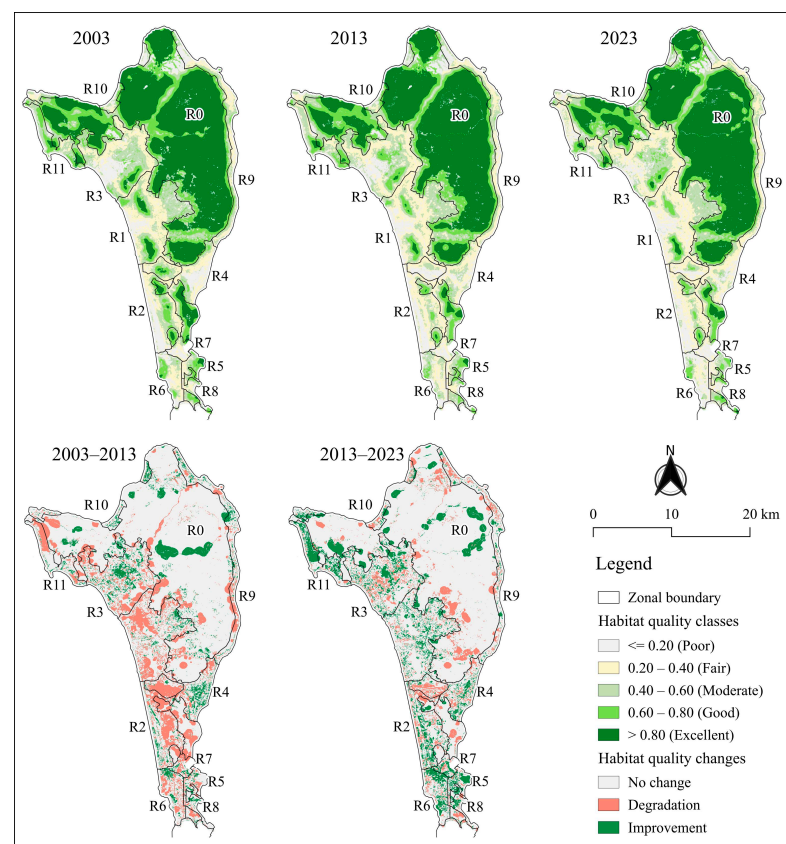 2003
2013
2023
R10
R0
R11
R3
R9
R1
R4
R2
R7
R5
R6
R8
R10
R0
R11
R3
R9
R1
R4
R2
R7
R5
R6
R8
R10
R0
R11
R3
R9
R1
R4
R2
R7
R5
R6
R8
2003–2013
2013–2023
R10
R0
R11
R3
R9
R4
R2
R7
R5
R6
R8
R10
R0
R11
R3
R9
R4
R2
R7
R5
R6
R8
N
0 10 20 km
Legend
Zonal boundary
Habitat quality classes
<= 0.20 (Poor)
0.20 – 0.40 (Fair)
0.40 – 0.60 (Moderate)
0.60 – 0.80 (Good)
> 0.80 (Excellent)
Habitat quality changes
No change
Degradation
Improvement